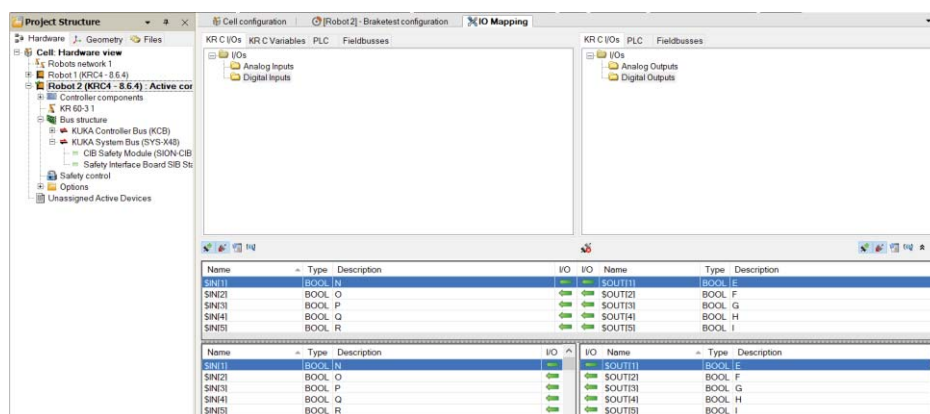 Project Structure
Hardware Geometry Files
Cell: Hardware view
Robots network 1
Robot 1 (KRC4 - 8.6.4)
Robot 2 (KRC4 - 8.6.4) : Active con
Controller components
KR 60-3 1
Bus structure
KUKA Controller Bus (KCB)
KUKA System Bus (SYS-X48)
CIB Safety Module (SION-CIB
Safety Interface Board SIB Sta
Safety control
Options
Unassigned Active Devices
Cell configuration [Robot 2] - Braketest configuration IO Mapping
KR C I/Os KR C Variables PLC Fieldbusses
I/Os
Analog Inputs
Digital Inputs
KR C I/Os PLC Fieldbusses
I/Os
Analog Outputs
Digital Outputs
Name Type Description I/O I/O Name Type Description
$IN[1] BOOL N $OUT[1] BOOL E
$IN[2] BOOL O $OUT[2] BOOL F
$IN[3] BOOL P $OUT[3] BOOL G
$IN[4] BOOL Q $OUT[4] BOOL H
$IN[5] BOOL R $OUT[5] BOOL I
Name Type Description I/O I/O Name Type Description
$IN[1] BOOL N $OUT[1] BOOL E
$IN[2] BOOL O $OUT[2] BOOL F
$IN[3] BOOL P $OUT[3] BOOL G
$IN[4] BOOL Q $OUT[4] BOOL H
$IN[5] BOOL R $OUT[5] BOOL I